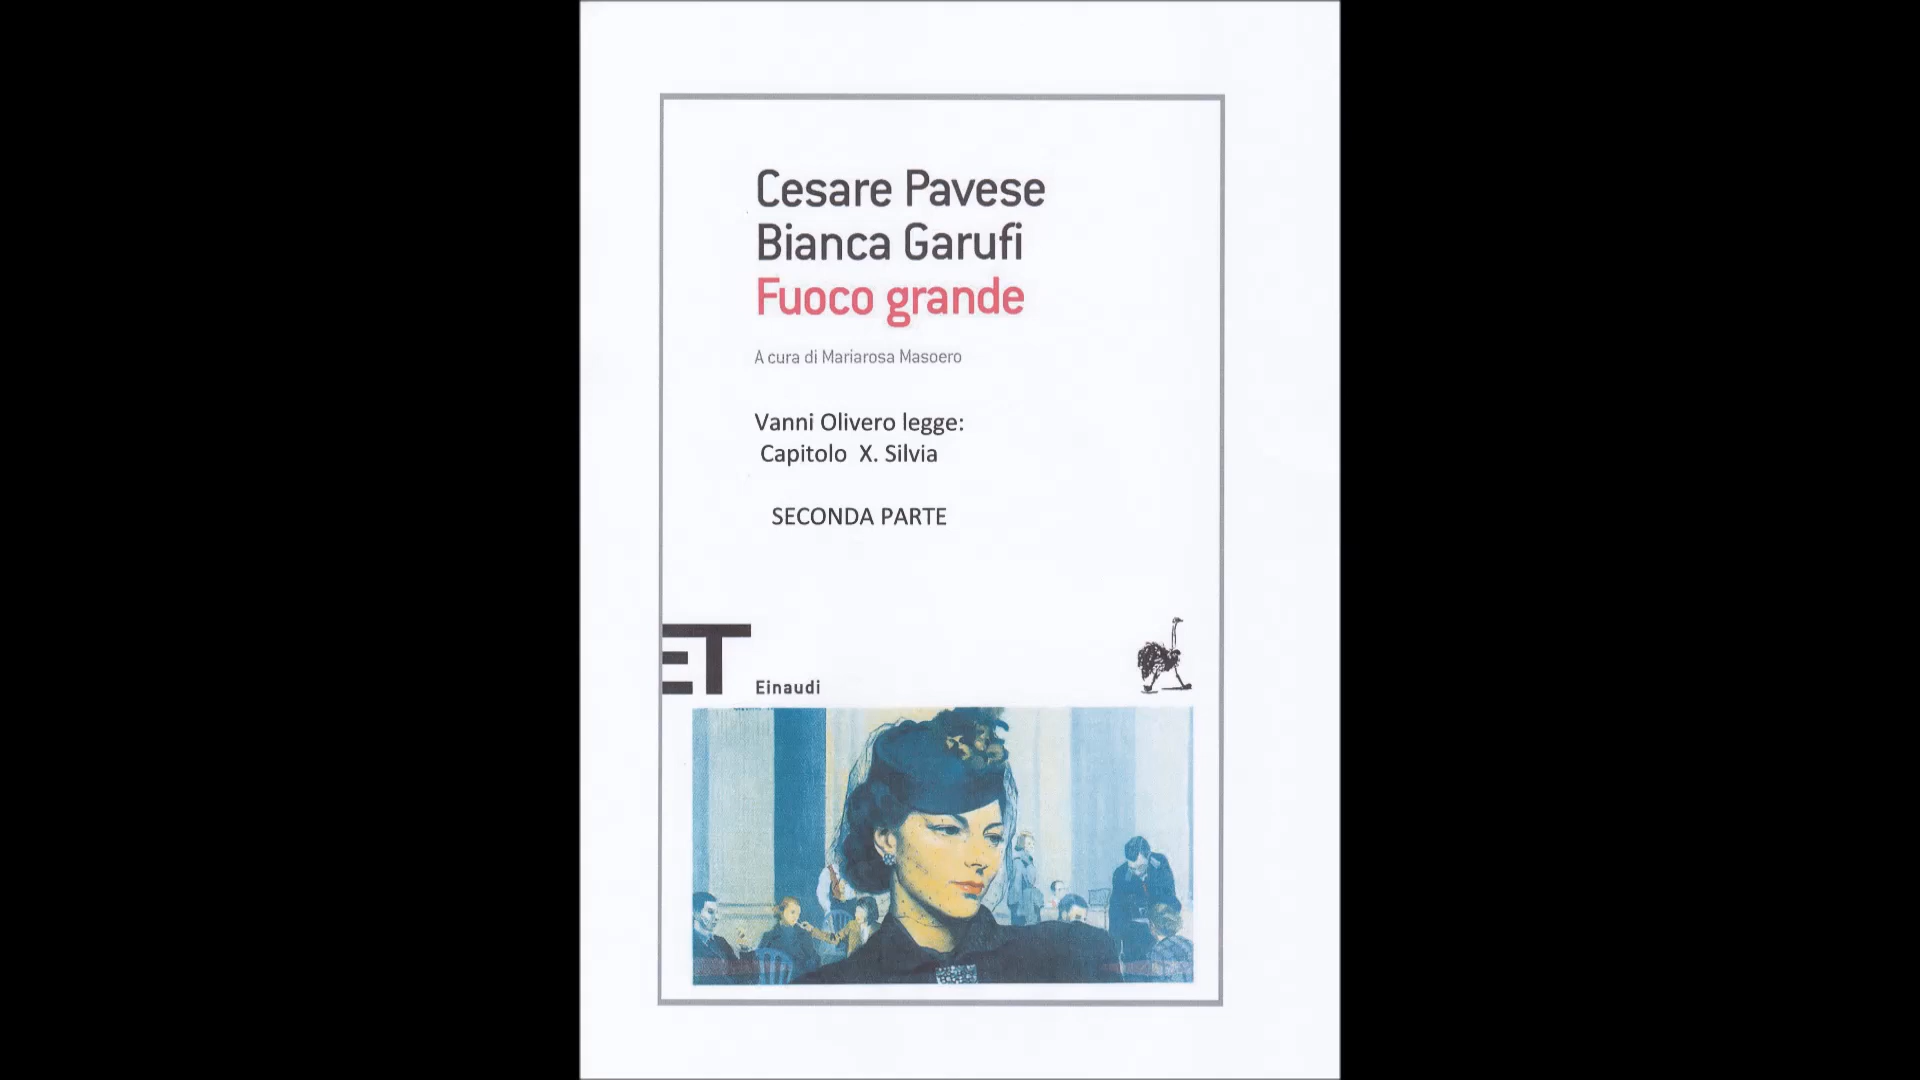 Cesare Pavese
Bianca Garufi
Fuoco grande
A cura di Mariarosa Masoero
Vanni Olivero legge:
Capitolo X. Silvia
SECONDA PARTE
ET
Einaudi